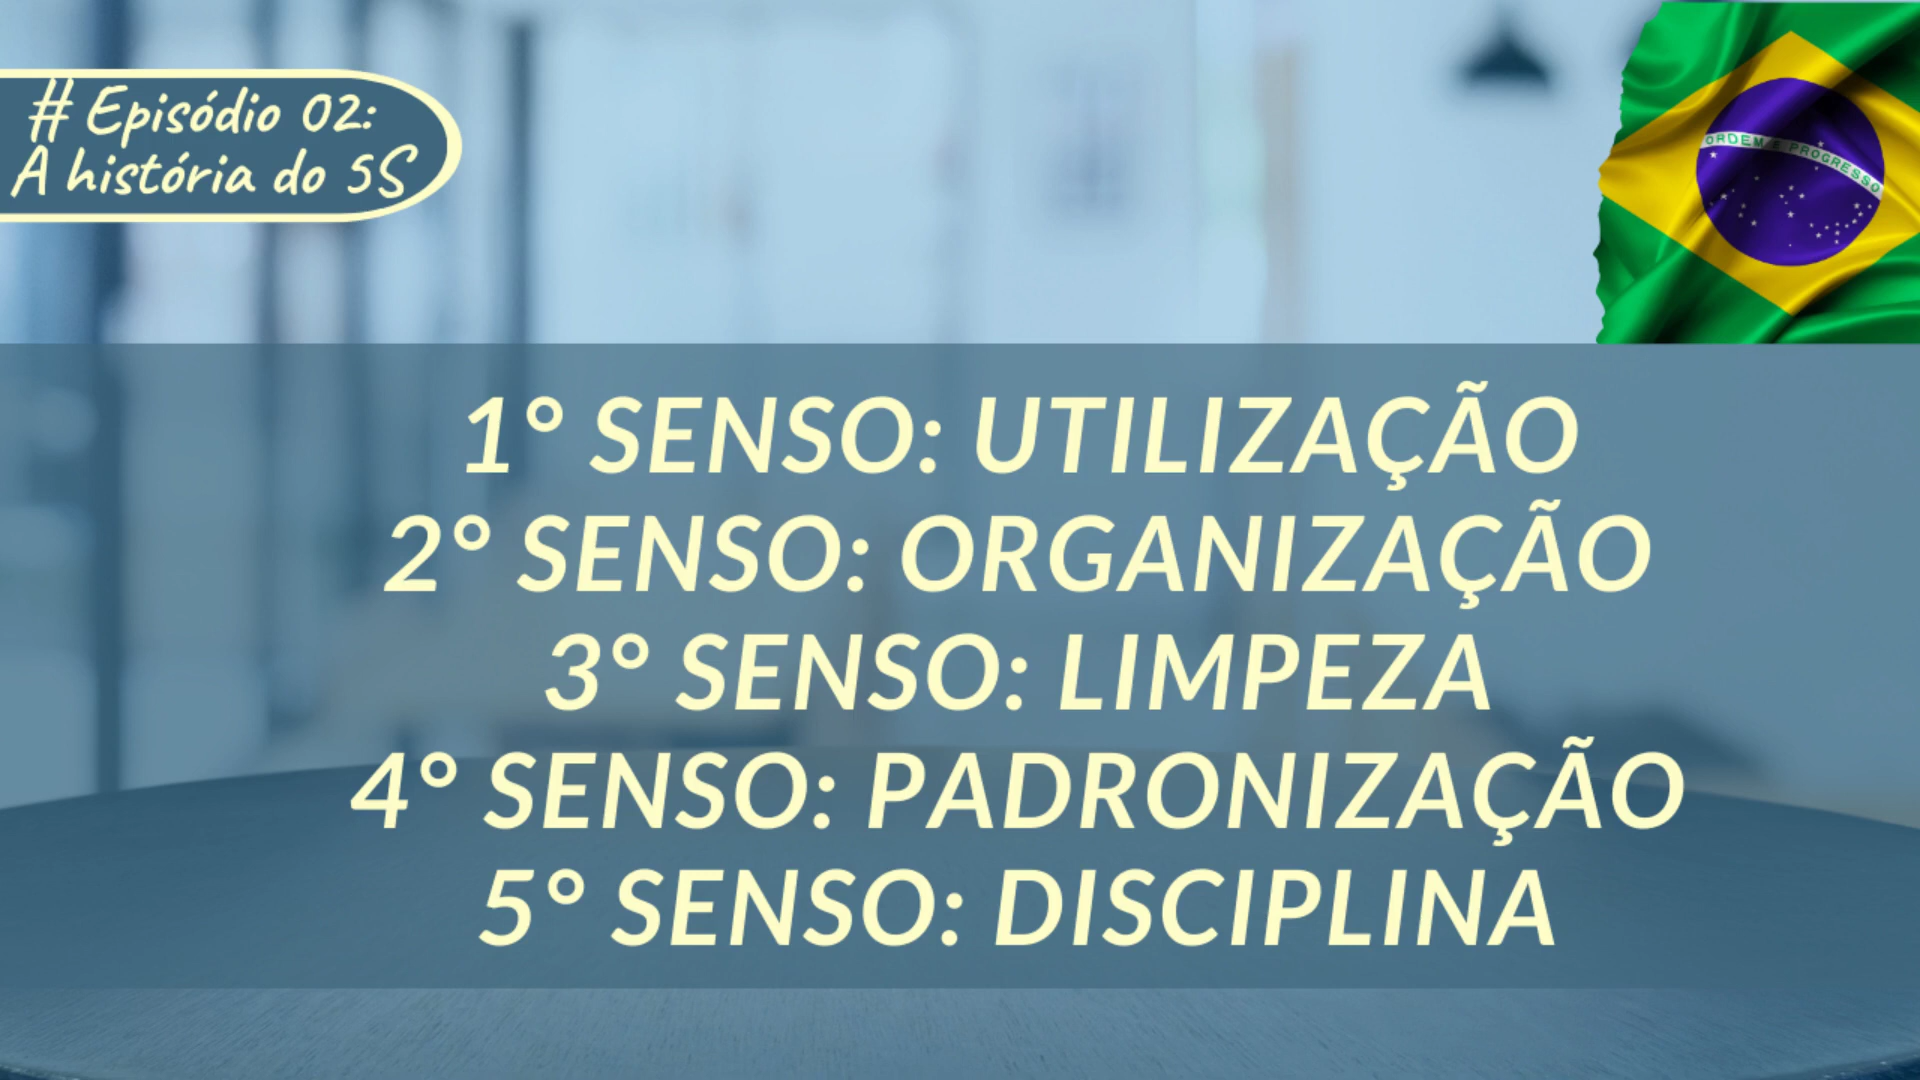 # Episódio 02:
A história do 5S
ORDEM E PROGRESSO
1° SENSO: UTILIZAÇÃO
2° SENSO: ORGANIZAÇÃO
3° SENSO: LIMPEZA
4° SENSO: PADRONIZAÇÃO
5° SENSO: DISCIPLINA